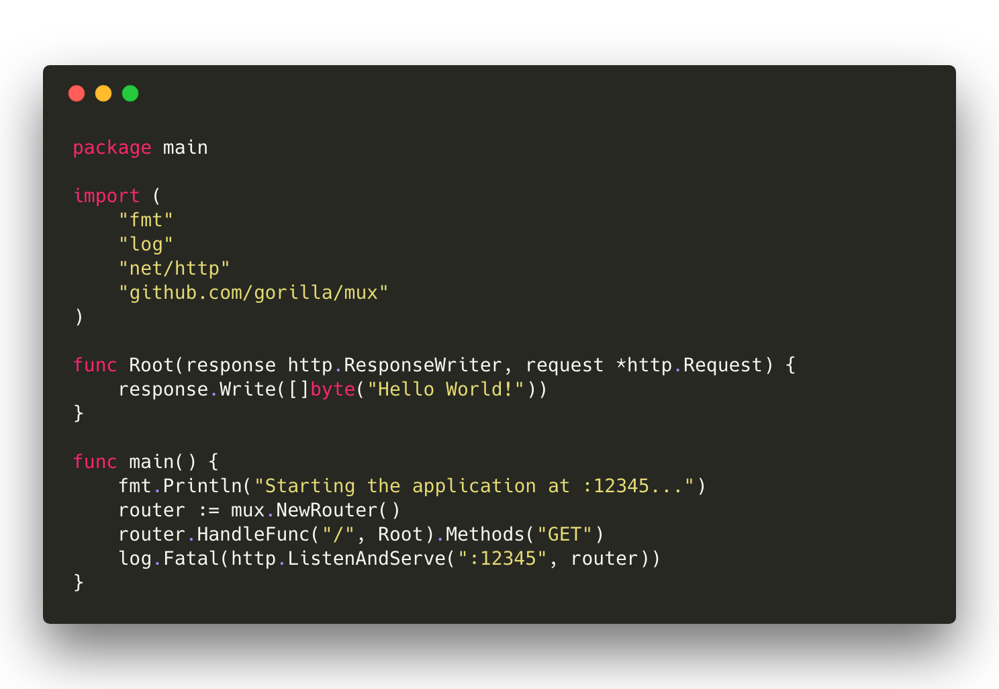 package main
import (
"fmt"
"log"
"net/http"
"github.com/gorilla/mux"
)
func Root(response http.ResponseWriter, request *http.Request) {
response.Write([]byte("Hello World!"))
}
func main() {
fmt.Println("Starting the application at :12345...")
router := mux.NewRouter()
router.HandleFunc("/", Root).Methods("GET")
log.Fatal(http.ListenAndServe(":12345", router))
}